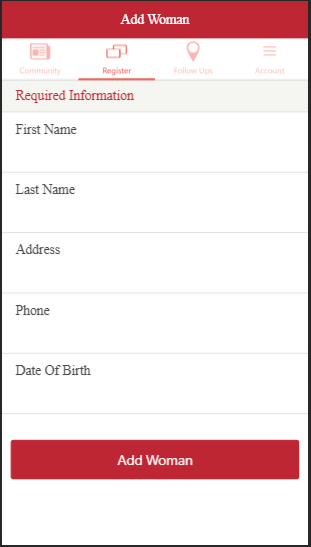 Add Woman
Community Register Follow Ups Account
Required Information
First Name
Last Name
Address
Phone
Date Of Birth
Add Woman